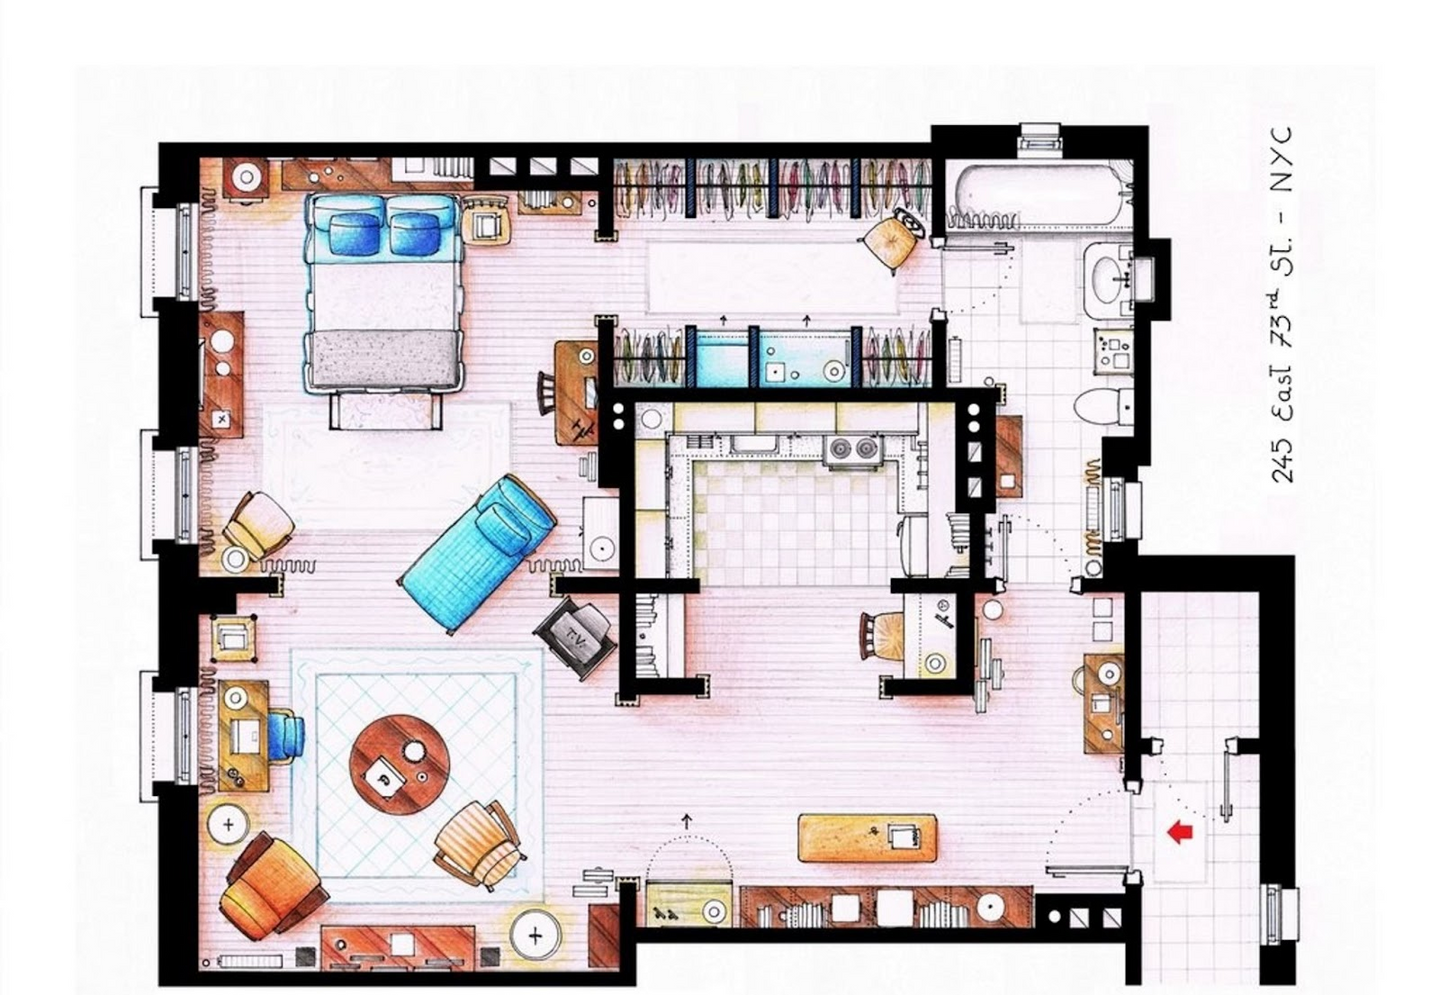 245 East 73rd St. - NYC
T.V.